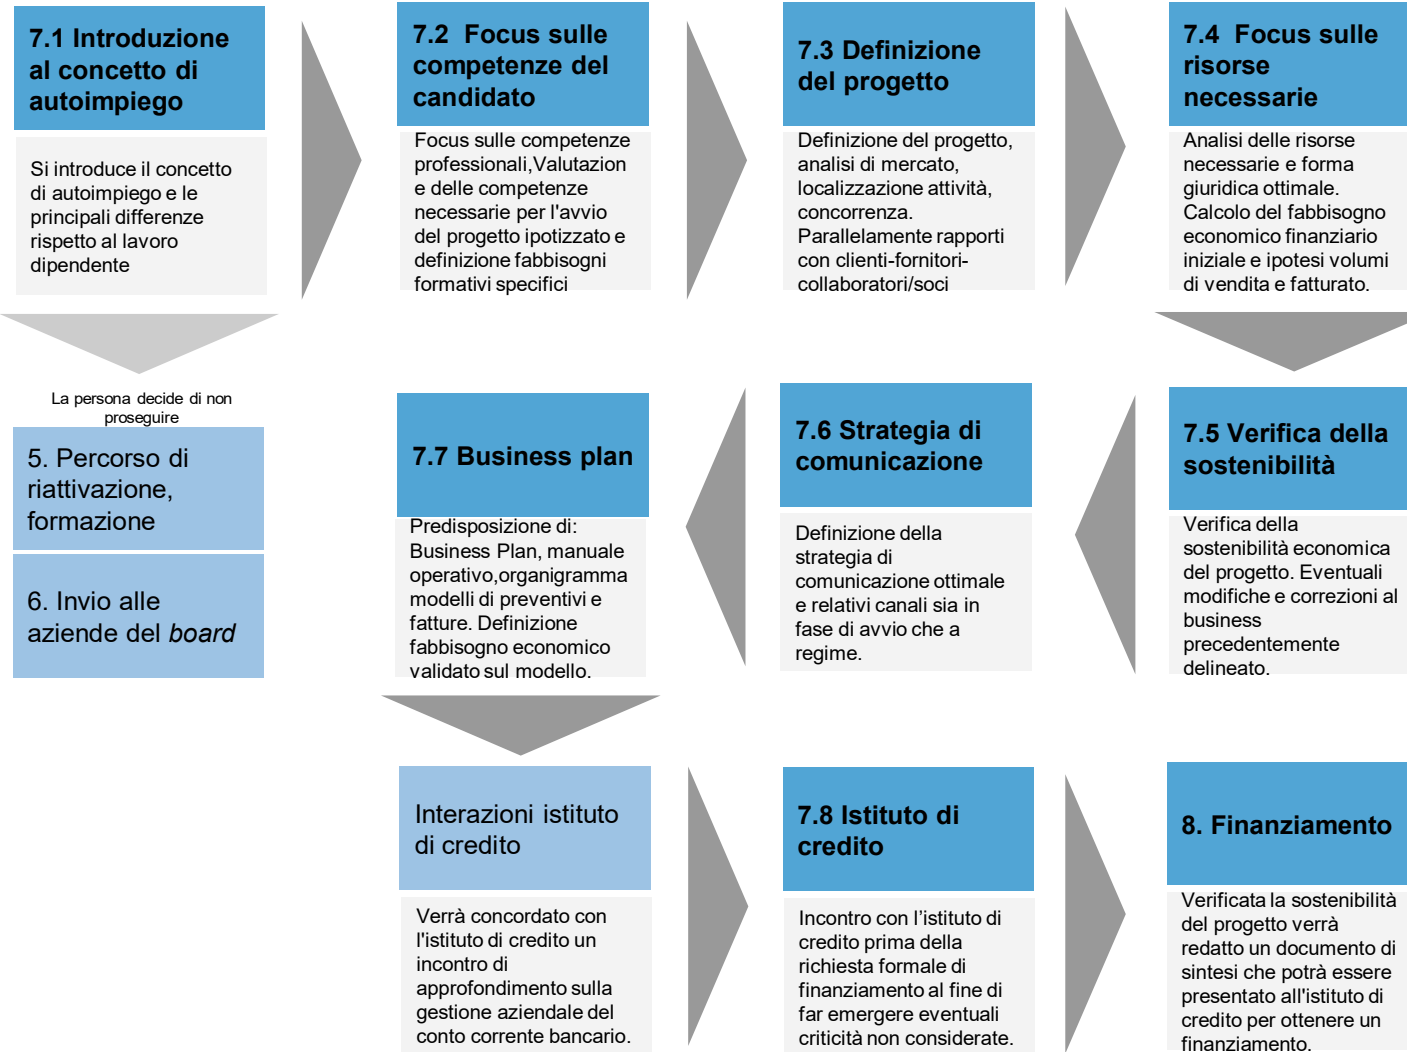 7.1 Introduzione
al concetto di
autoimpiego
Si introduce il concetto
di autoimpiego e le
principali differenze
rispetto al lavoro
dipendente
7.2 Focus sulle
competenze del
candidato
Focus sulle competenze
professionali,Valutazion
e delle competenze
necessarie per l'avvio
del progetto ipotizzato e
definizione fabbisogni
formativi specifici
7.3 Definizione
del progetto
Definizione del progetto,
analisi di mercato,
localizzazione attività,
concorrenza.
Parallelamente rapporti
con clienti-fornitori-
collaboratori/soci
7.4 Focus sulle
risorse
necessarie
Analisi delle risorse
necessarie e forma
giuridica ottimale.
Calcolo del fabbisogno
economico finanziario
iniziale e ipotesi volumi
di vendita e fatturato.
La persona decide di non
proseguire
5. Percorso di
riattivazione,
formazione
6. Invio alle
aziende del board
7.7 Business plan
Predisposizione di:
Business Plan, manuale
operativo,organigramma
modelli di preventivi e
fatture. Definizione
fabbisogno economico
validato sul modello.
7.6 Strategia di
comunicazione
Definizione della
strategia di
comunicazione ottimale
e relativi canali sia in
fase di avvio che a
regime.
7.5 Verifica della
sostenibilità
Verifica della
sostenibilità economica
del progetto. Eventuali
modifiche e correzioni al
business
precedentemente
delineato.
Interazioni istituto
di credito
Verrà concordato con
l'istituto di credito un
incontro di
approfondimento sulla
gestione aziendale del
conto corrente bancario.
7.8 Istituto di
credito
Incontro con l’istituto di
credito prima della
richiesta formale di
finanziamento al fine di
far emergere eventuali
criticità non considerate.
8. Finanziamento
Verificata la sostenibilità
del progetto verrà
redatto un documento di
sintesi che potrà essere
presentato all'istituto di
credito per ottenere un
finanziamento.